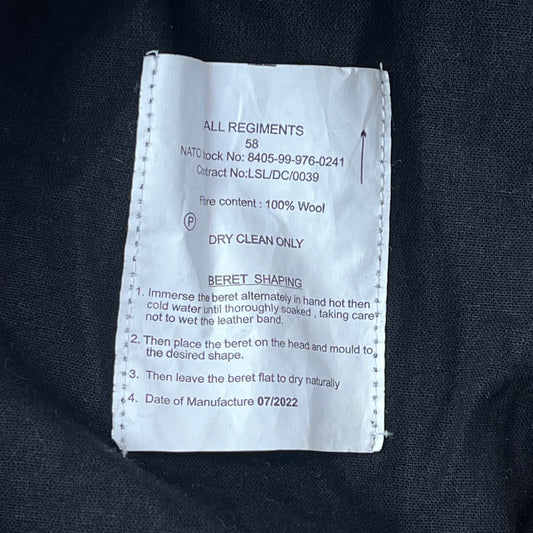 ALL REGIMENTS
58
NATO tock No: 8405-99-976-0241
Contract No:LSL/DC/0039
Fibre content : 100% Wool
P
DRY CLEAN ONLY
BERET SHAPING
1. Immerse the beret alternately in hand hot then
cold water until thoroughly soaked , taking care
not to wet the leather band.
2. Then place the beret on the head and mould to
the desired shape.
3. Then leave the beret flat to dry naturally
4. Date of Manufacture 07/2022